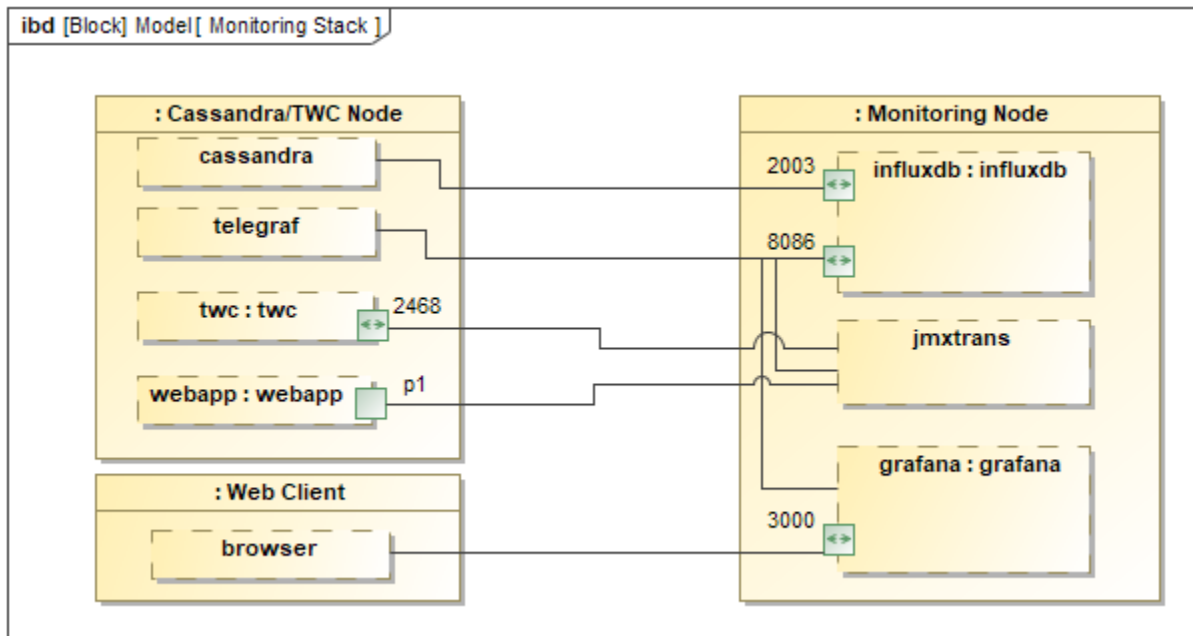 ibd [Block] Model[ Monitoring Stack ]
: Cassandra/TWC Node
cassandra
telegraf
twc : twc
2468
webapp : webapp
p1
: Web Client
browser
: Monitoring Node
2003
influxdb : influxdb
8086
jmxtrans
grafana : grafana
3000